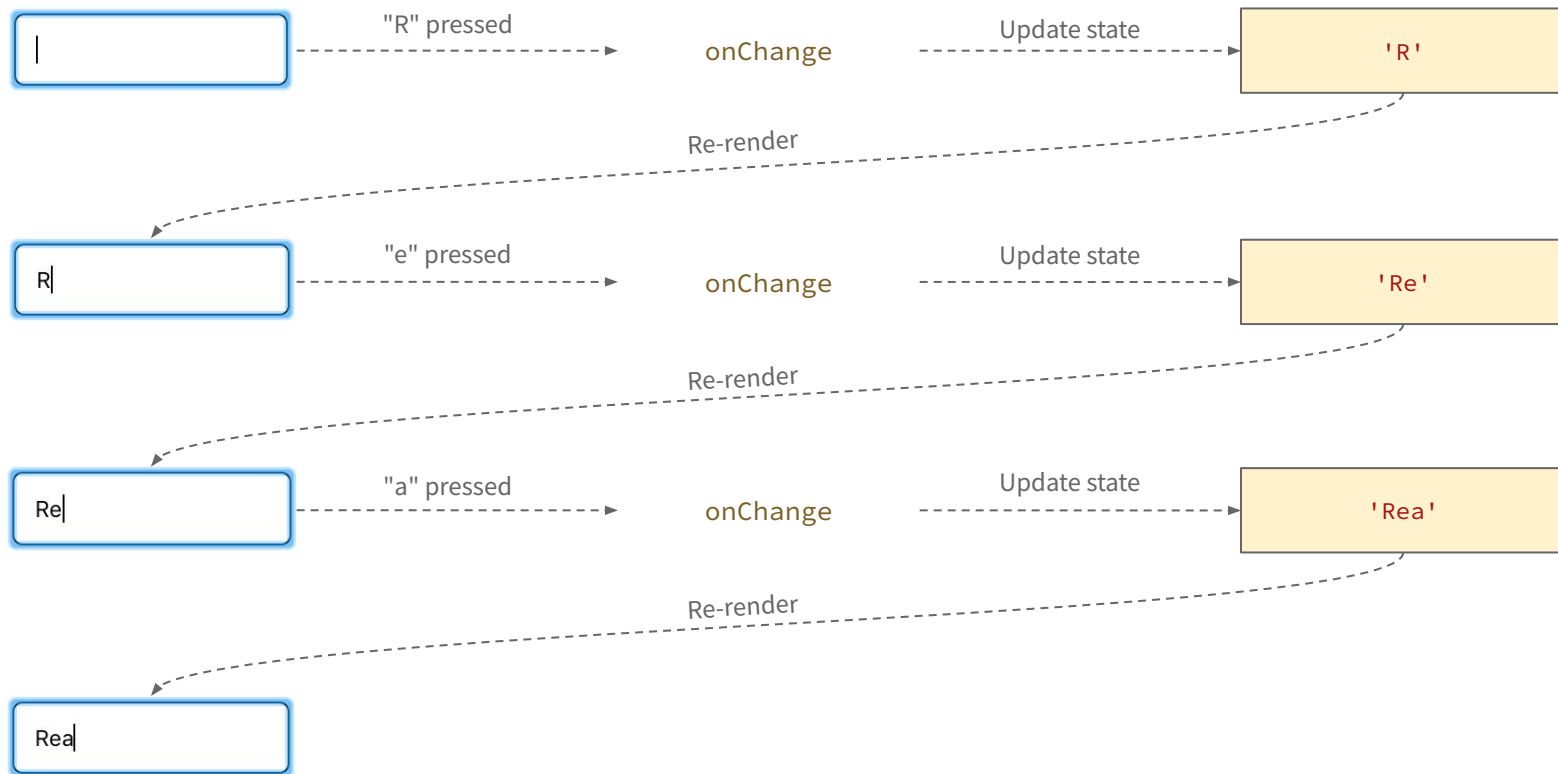 "R" pressed
onChange
Update state
'R'
Re-render
R
"e" pressed
onChange
Update state
'Re'
Re-render
Re
"a" pressed
onChange
Update state
'Rea'
Re-render
Rea